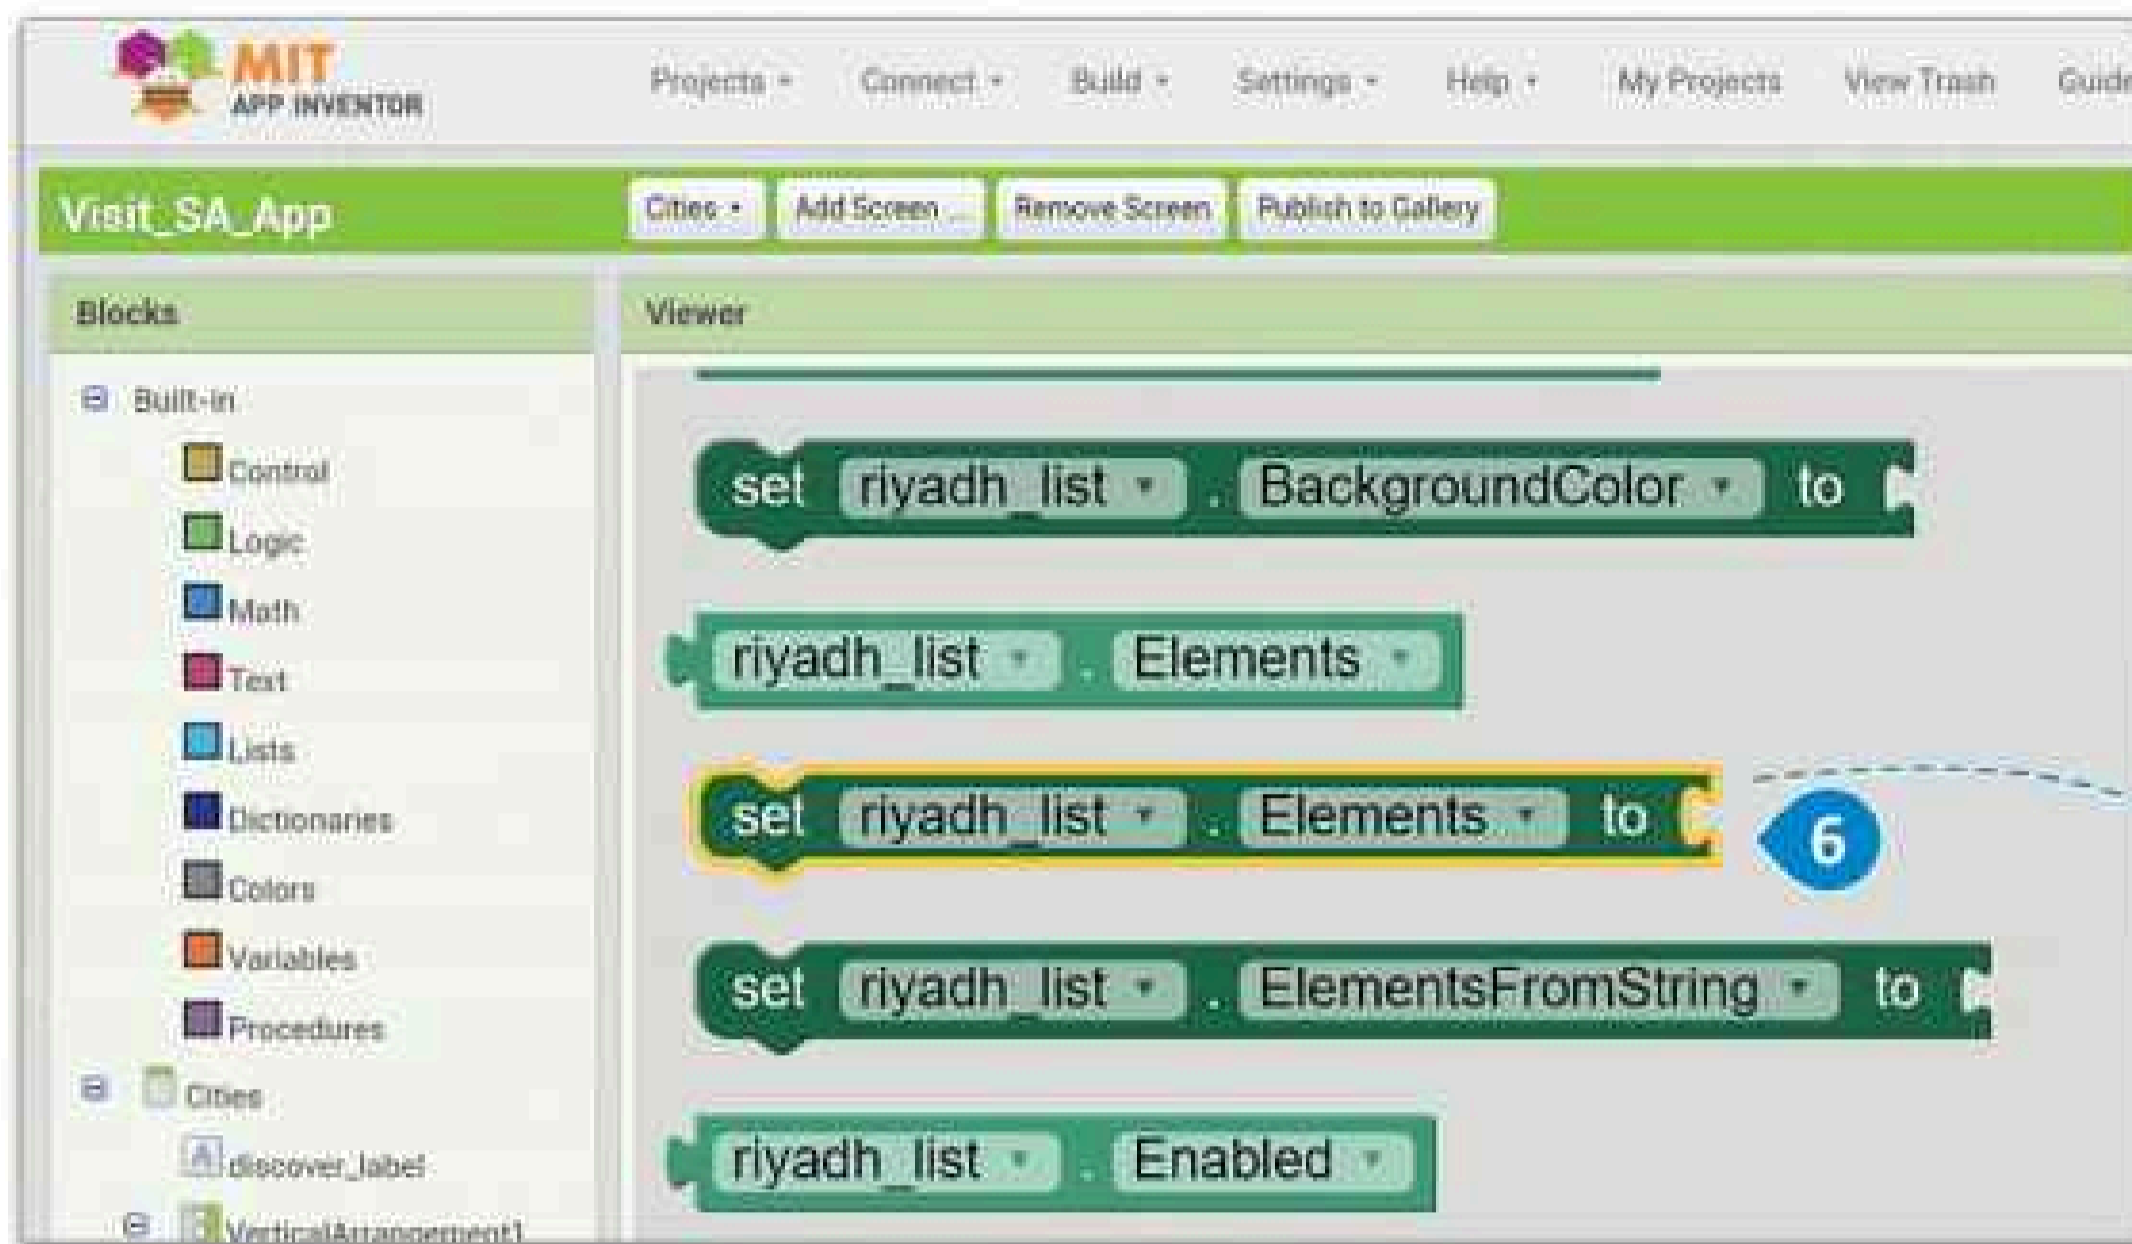 MIT
APP INVENTOR
Projects Connect Build Settings Help My Projects View Trash Guide
Visit_SA_App
Cities Add Screen ... Remove Screen Publish to Gallery
Blocks
Viewer
Built-in
Control
Logic
Math
Text
Lists
Dictionaries
Colors
Variables
Procedures
Cities
discover_label
VerticalArrangement1
set riyadh_list . BackgroundColor to
riyadh_list . Elements
set riyadh_list . Elements to
6
set riyadh_list . ElementsFromString to
riyadh_list . Enabled